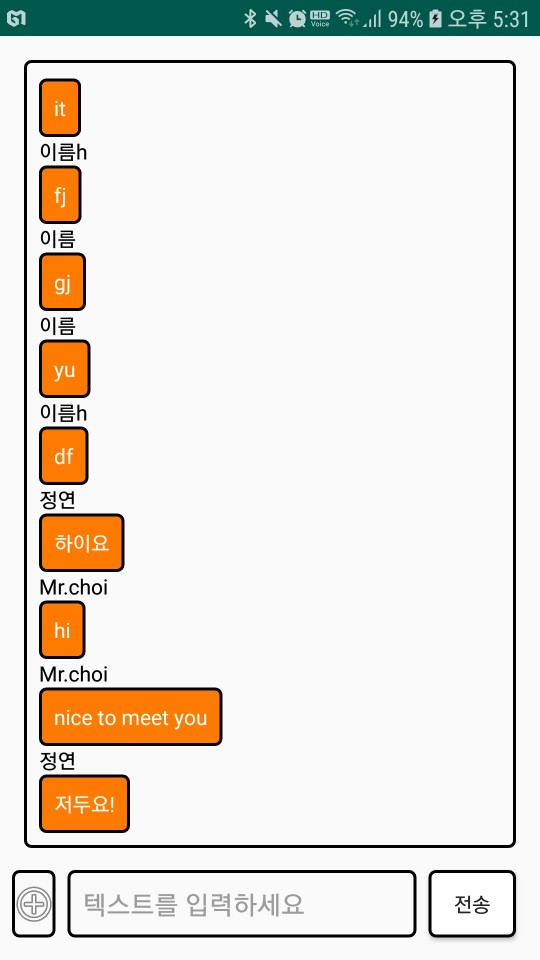 HD Voice 94% 오후 5:31
it
이름h
fj
이름
gj
이름
yu
이름h
df
정연
하이요
Mr.choi
hi
Mr.choi
nice to meet you
정연
저두요!
텍스트를 입력하세요
전송